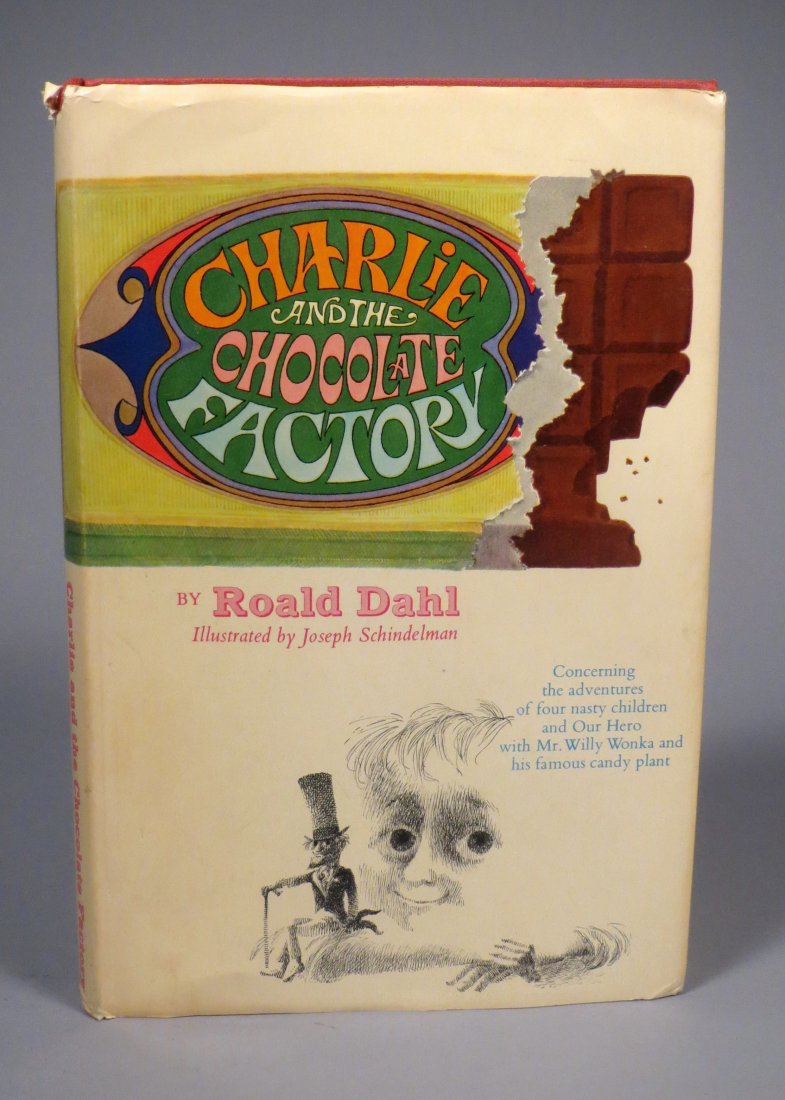 CHARLiE
AND THE
CHOCOLATE
FACTORY
BY Roald Dahl
Illustrated by Joseph Schindelman
Concerning
the adventures
of four nasty children
and Our Hero
with Mr. Willy Wonka and
his famous candy plant
Charlie and the Chocolate Factory